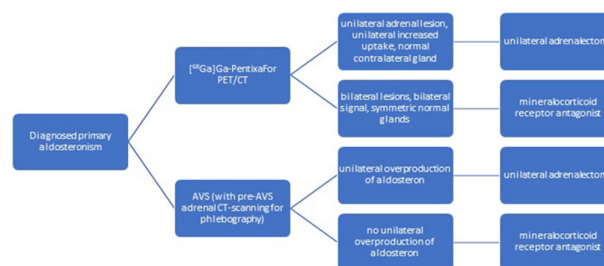 Diagnosed primary
aldosteronism
[⁶⁸Ga]Ga-PentixaFor
PET/CT
unilateral adrenal lesion,
unilateral increased
uptake, normal
contralateral gland
unilateral adrenalectom
bilateral lesions, bilateral
signal, symmetric normal
glands
mineralocorticoid
receptor antagonist
AVS (with pre-AVS
adrenal CT-scanning for
phlebography)
unilateral overproduction
of aldosteron
unilateral adrenalectom
no unilateral
overproduction of
aldosteron
mineralocorticoid
receptor antagonist